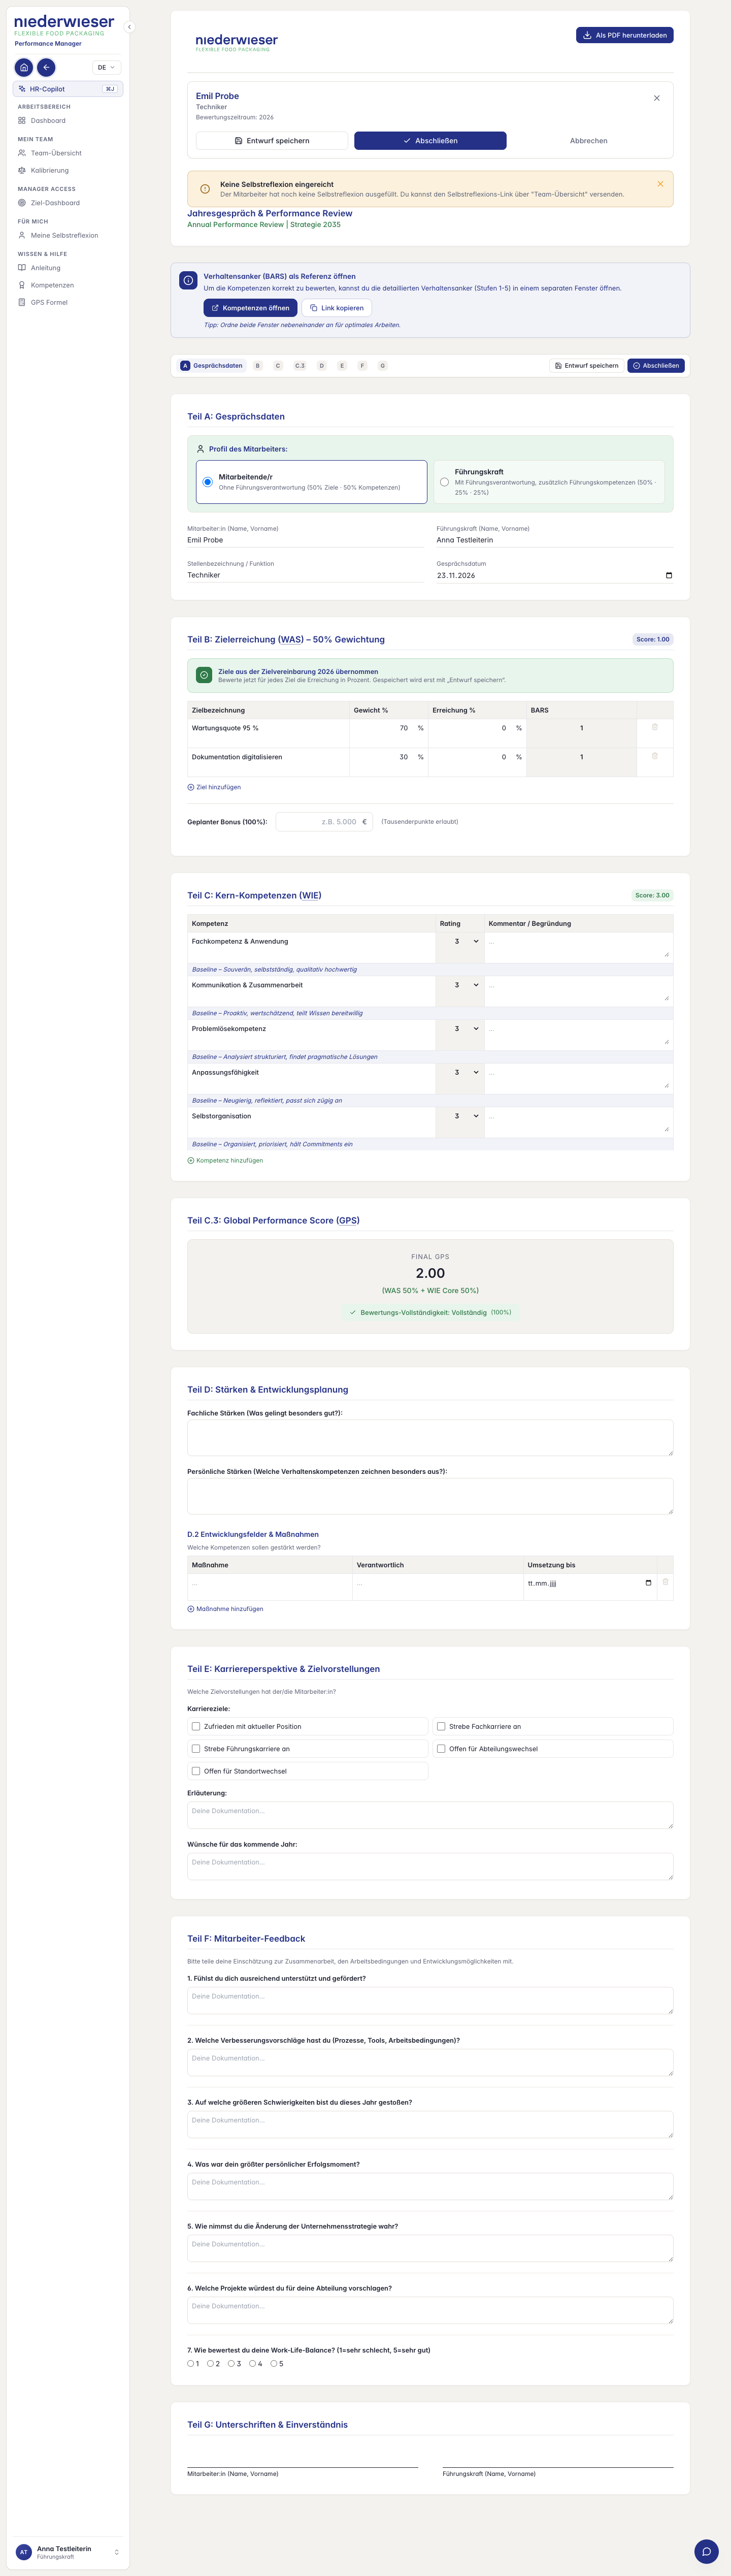 niederwieser
FLEXIBLE FOOD PACKAGING
Performance Manager
DE
HR-Copilot
⌘J
ARBEITSBEREICH
Dashboard
MEIN TEAM
Team-Übersicht
Kalibrierung
MANAGER ACCESS
Ziel-Dashboard
FÜR MICH
Meine Selbstreflexion
WISSEN & HILFE
Anleitung
Kompetenzen
GPS Formel
AT
Anna Testleiterin
Führungskraft
niederwieser
FLEXIBLE FOOD PACKAGING
Als PDF herunterladen
Emil Probe
Techniker
Bewertungszeitraum: 2026
Entwurf speichern
Abschließen
Abbrechen
Keine Selbstreflexion eingereicht
Der Mitarbeiter hat noch keine Selbstreflexion ausgefüllt. Du kannst den Selbstreflexions-Link über "Team-Übersicht" versenden.
Jahresgespräch & Performance Review
Annual Performance Review | Strategie 2035
Verhaltensanker (BARS) als Referenz öffnen
Um die Kompetenzen korrekt zu bewerten, kannst du die detaillierten Verhaltensanker (Stufen 1-5) in einem separaten Fenster öffnen.
Kompetenzen öffnen
Link kopieren
Tipp: Ordne beide Fenster nebeneinander an für optimales Arbeiten.
A Gesprächsdaten B C C.3 D E F G
Entwurf speichern
Abschließen
Teil A: Gesprächsdaten
Profil des Mitarbeiters:
Mitarbeitende/r
Ohne Führungsverantwortung (50% Ziele · 50% Kompetenzen)
Führungskraft
Mit Führungsverantwortung, zusätzlich Führungskompetenzen (50% ·
25% · 25%)
Mitarbeiter:in (Name, Vorname)
Emil Probe
Führungskraft (Name, Vorname)
Anna Testleiterin
Stellenbezeichnung / Funktion
Techniker
Gesprächsdatum
23.11.2026
Teil B: Zielerreichung (WAS) – 50% Gewichtung
Score: 1.00
Ziele aus der Zielvereinbarung 2026 übernommen
Bewerte jetzt für jedes Ziel die Erreichung in Prozent. Gespeichert wird erst mit „Entwurf speichern".
Zielbezeichnung Gewicht % Erreichung % BARS
Wartungsquote 95 % 70 % 0 % 1
Dokumentation digitalisieren 30 % 0 % 1
Ziel hinzufügen
Geplanter Bonus (100%): z.B. 5.000 € (Tausenderpunkte erlaubt)
Teil C: Kern-Kompetenzen (WIE)
Score: 3.00
Kompetenz Rating Kommentar / Begründung
Fachkompetenz & Anwendung 3 ...
Baseline – Souverän, selbstständig, qualitativ hochwertig
Kommunikation & Zusammenarbeit 3 ...
Baseline – Proaktiv, wertschätzend, teilt Wissen bereitwillig
Problemlösekompetenz 3 ...
Baseline – Analysiert strukturiert, findet pragmatische Lösungen
Anpassungsfähigkeit 3 ...
Baseline – Neugierig, reflektiert, passt sich zügig an
Selbstorganisation 3 ...
Baseline – Organisiert, priorisiert, hält Commitments ein
Kompetenz hinzufügen
Teil C.3: Global Performance Score (GPS)
FINAL GPS
2.00
(WAS 50% + WIE Core 50%)
Bewertungs-Vollständigkeit: Vollständig (100%)
Teil D: Stärken & Entwicklungsplanung
Fachliche Stärken (Was gelingt besonders gut?):
Persönliche Stärken (Welche Verhaltenskompetenzen zeichnen besonders aus?):
D.2 Entwicklungsfelder & Maßnahmen
Welche Kompetenzen sollen gestärkt werden?
Maßnahme Verantwortlich Umsetzung bis
... ... tt.mm.jjjj
Maßnahme hinzufügen
Teil E: Karriereperspektive & Zielvorstellungen
Welche Zielvorstellungen hat der/die Mitarbeiter:in?
Karriereziele:
Zufrieden mit aktueller Position
Strebe Fachkarriere an
Strebe Führungskarriere an
Offen für Abteilungswechsel
Offen für Standortwechsel
Erläuterung:
Deine Dokumentation...
Wünsche für das kommende Jahr:
Deine Dokumentation...
Teil F: Mitarbeiter-Feedback
Bitte teile deine Einschätzung zur Zusammenarbeit, den Arbeitsbedingungen und Entwicklungsmöglichkeiten mit.
1. Fühlst du dich ausreichend unterstützt und gefördert?
Deine Dokumentation...
2. Welche Verbesserungsvorschläge hast du (Prozesse, Tools, Arbeitsbedingungen)?
Deine Dokumentation...
3. Auf welche größeren Schwierigkeiten bist du dieses Jahr gestoßen?
Deine Dokumentation...
4. Was war dein größter persönlicher Erfolgsmoment?
Deine Dokumentation...
5. Wie nimmst du die Änderung der Unternehmensstrategie wahr?
Deine Dokumentation...
6. Welche Projekte würdest du für deine Abteilung vorschlagen?
Deine Dokumentation...
7. Wie bewertest du deine Work-Life-Balance? (1=sehr schlecht, 5=sehr gut)
1 2 3 4 5
Teil G: Unterschriften & Einverständnis
Mitarbeiter:in (Name, Vorname)
Führungskraft (Name, Vorname)